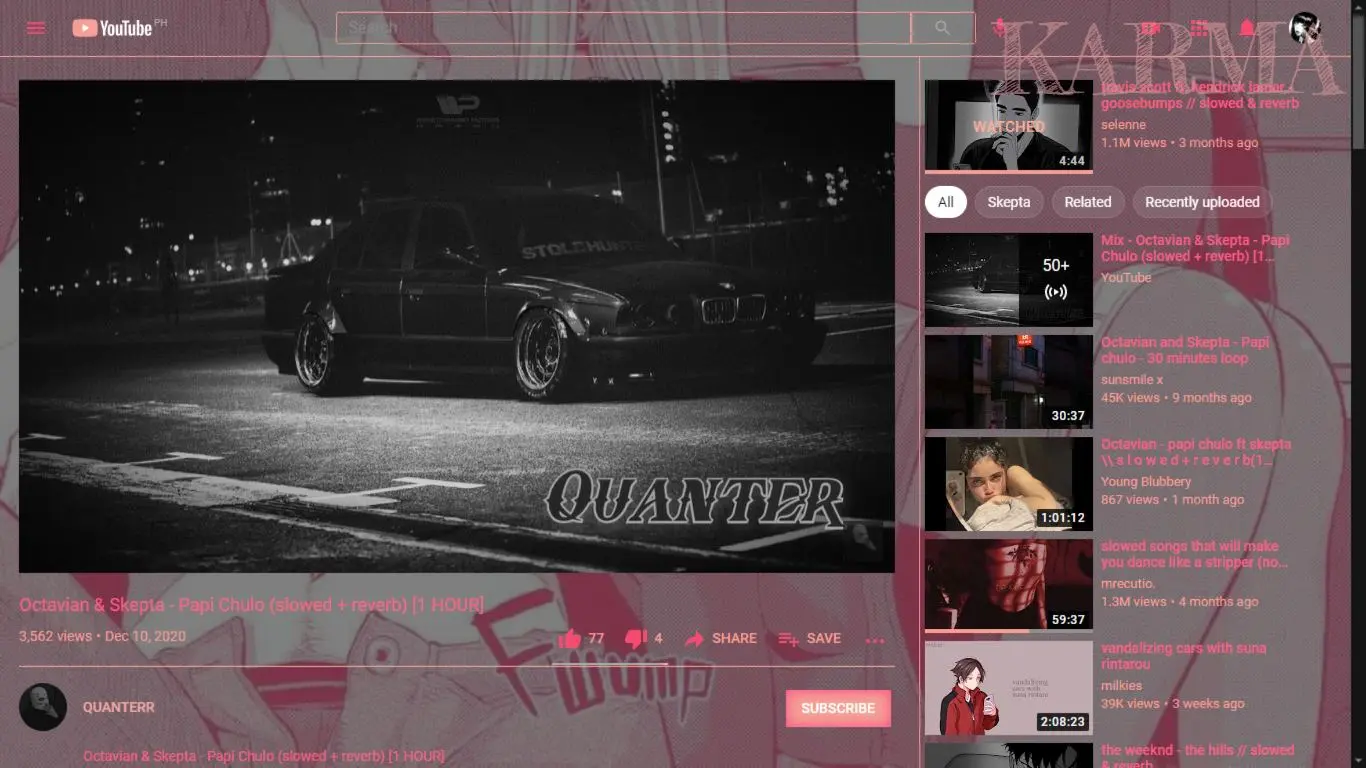 YouTube PH
Search
KARMA
STOLEHUNTE
QUANTER
Octavian & Skepta - Papi Chulo (slowed + reverb) [1 HOUR]
3,562 views • Dec 10, 2020
77
4
SHARE
SAVE
Fwump
QUANTERR
SUBSCRIBE
Octavian & Skepta - Papi Chulo (slowed + reverb) [1 HOUR]
WATCHED
4:44
travis scott ft. kendrick lamar -
goosebumps // slowed & reverb
selenne
1.1M views • 3 months ago
All
Skepta
Related
Recently uploaded
50+
Mix - Octavian & Skepta - Papi
Chulo (slowed + reverb) [1...
YouTube
30:37
Octavian and Skepta - Papi
chulo - 30 minutes loop
sunsmile x
45K views • 9 months ago
1:01:12
Octavian - papi chulo ft skepta
\\ s l o w e d + r e v e r b(1...
Young Blubbery
867 views • 1 month ago
59:37
slowed songs that will make
you dance like a stripper (no...
mrecutio.
1.3M views • 4 months ago
vandalizing
cars with
suna rintaro
2:08:23
vandalizing cars with suna
rintarou
milkies
39K views • 3 weeks ago
the weeknd - the hills // slowed
& reverb